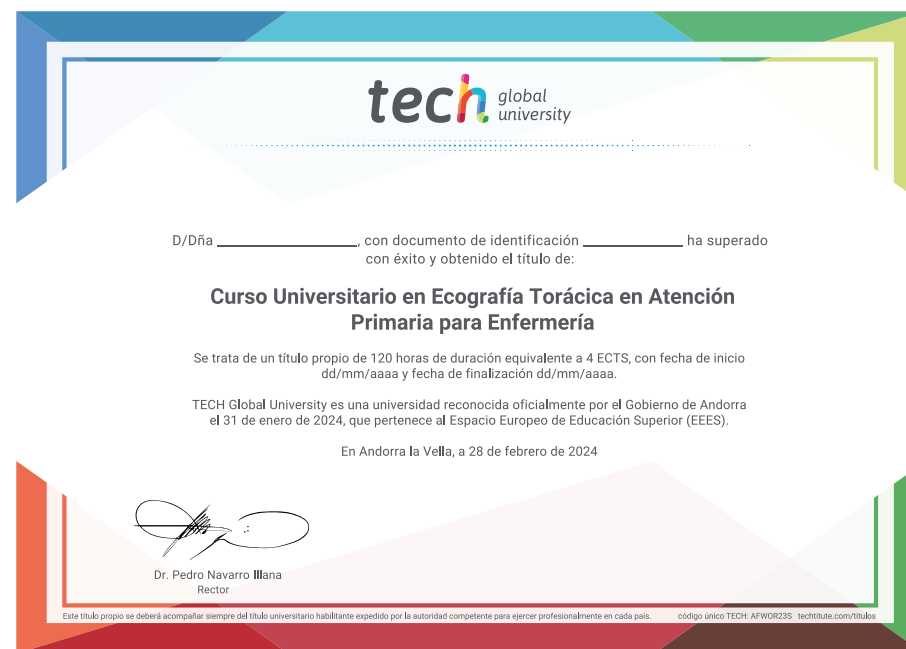 tech global university
D/Dña ____________________, con documento de identificación ______________ ha superado
con éxito y obtenido el título de:
Curso Universitario en Ecografía Torácica en Atención
Primaria para Enfermería
Se trata de un título propio de 120 horas de duración equivalente a 4 ECTS, con fecha de inicio
dd/mm/aaaa y fecha de finalización dd/mm/aaaa.
TECH Global University es una universidad reconocida oficialmente por el Gobierno de Andorra
el 31 de enero de 2024, que pertenece al Espacio Europeo de Educación Superior (EEES).
En Andorra la Vella, a 28 de febrero de 2024
Dr. Pedro Navarro Illana
Rector
Este título propio se deberá acompañar siempre del título universitario habilitante expedido por la autoridad competente para ejercer profesionalmente en cada país. código único TECH: AFWOR23S techtitute.com/titulos